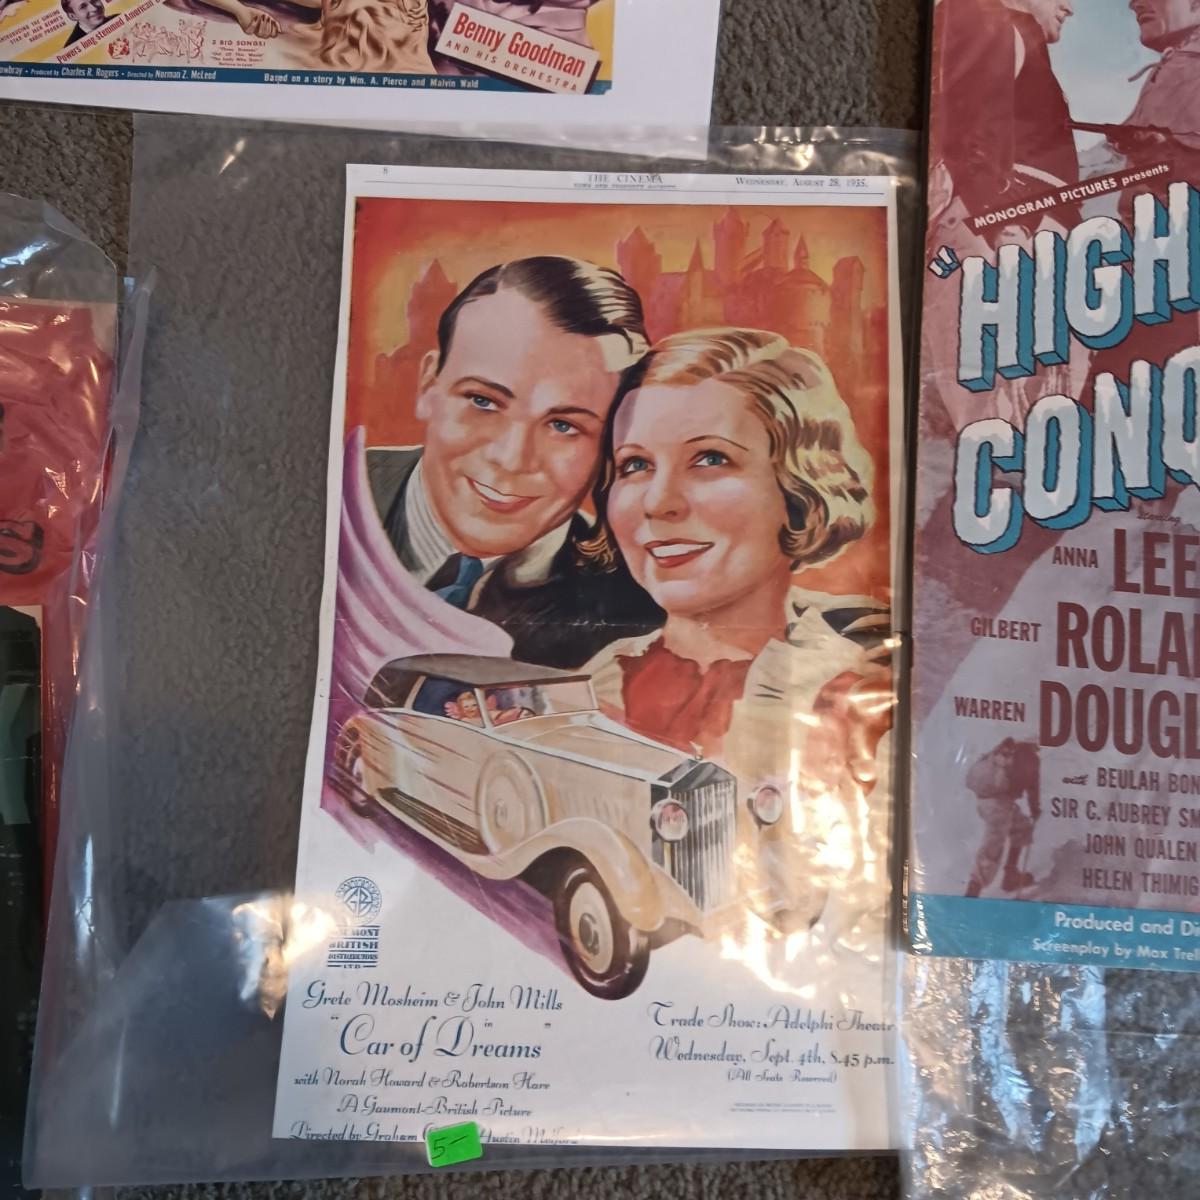 3 BIG SONGS!
Benny Goodman
AND HIS ORCHESTRA
Produced by Charles R. Rogers • Directed by Norman Z. McLeod
Based on a story by Wm. A. Pierce and Malvin Wald
8 THE CINEMA WEDNESDAY, AUGUST 28, 1935.
BRITISH
DISTRIBUTORS
LTD
Grete Mosheim & John Mills
in
"Car of Dreams"
with Norah Howard & Robertson Hare
A Gaumont-British Picture
Directed by Graham Austin Melford
Trade Show: Adelphi Theatr
Wednesday, Sept. 4th, 8.45 p.m.
(All Seats Reserved)
5-
MONOGRAM PICTURES presents
"HIGH
CONQ
starring
ANNA LEE
GILBERT ROLA
WARREN DOUGL
with BEULAH BON
SIR C. AUBREY SM
JOHN QUALEN
HELEN THIMIG
Produced and Di
Screenplay by Max Trell